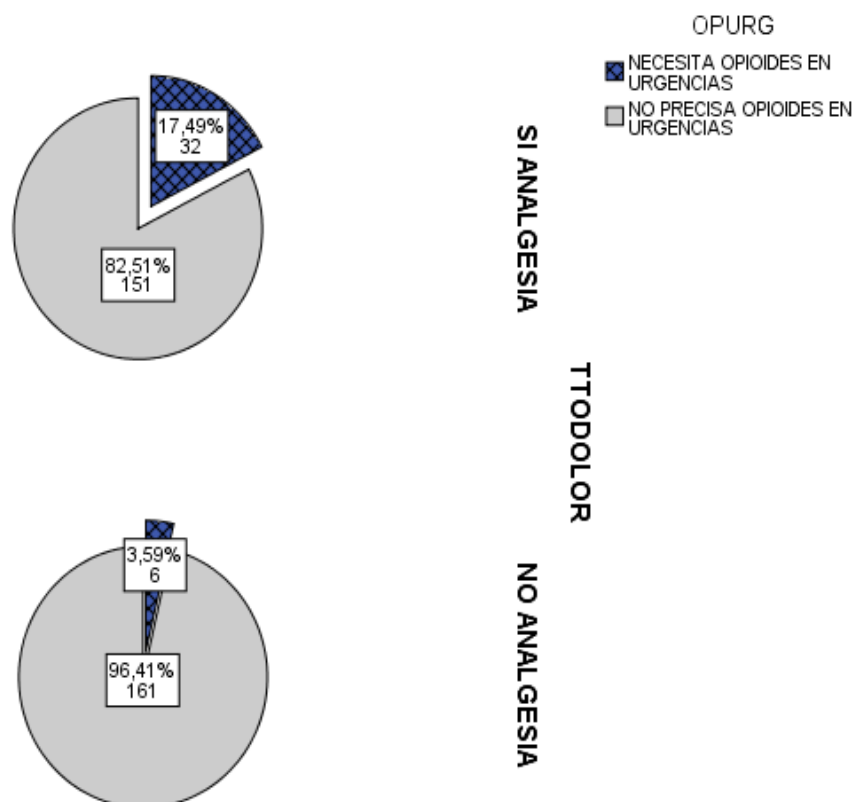 OPURG
NECESITA OPIOIDES EN
URGENCIAS
NO PRECISA OPIOIDES EN
URGENCIAS
17,49%
32
82,51%
151
SI ANALGESIA
TTODOLOR
3,59%
6
96,41%
161
NO ANALGESIA